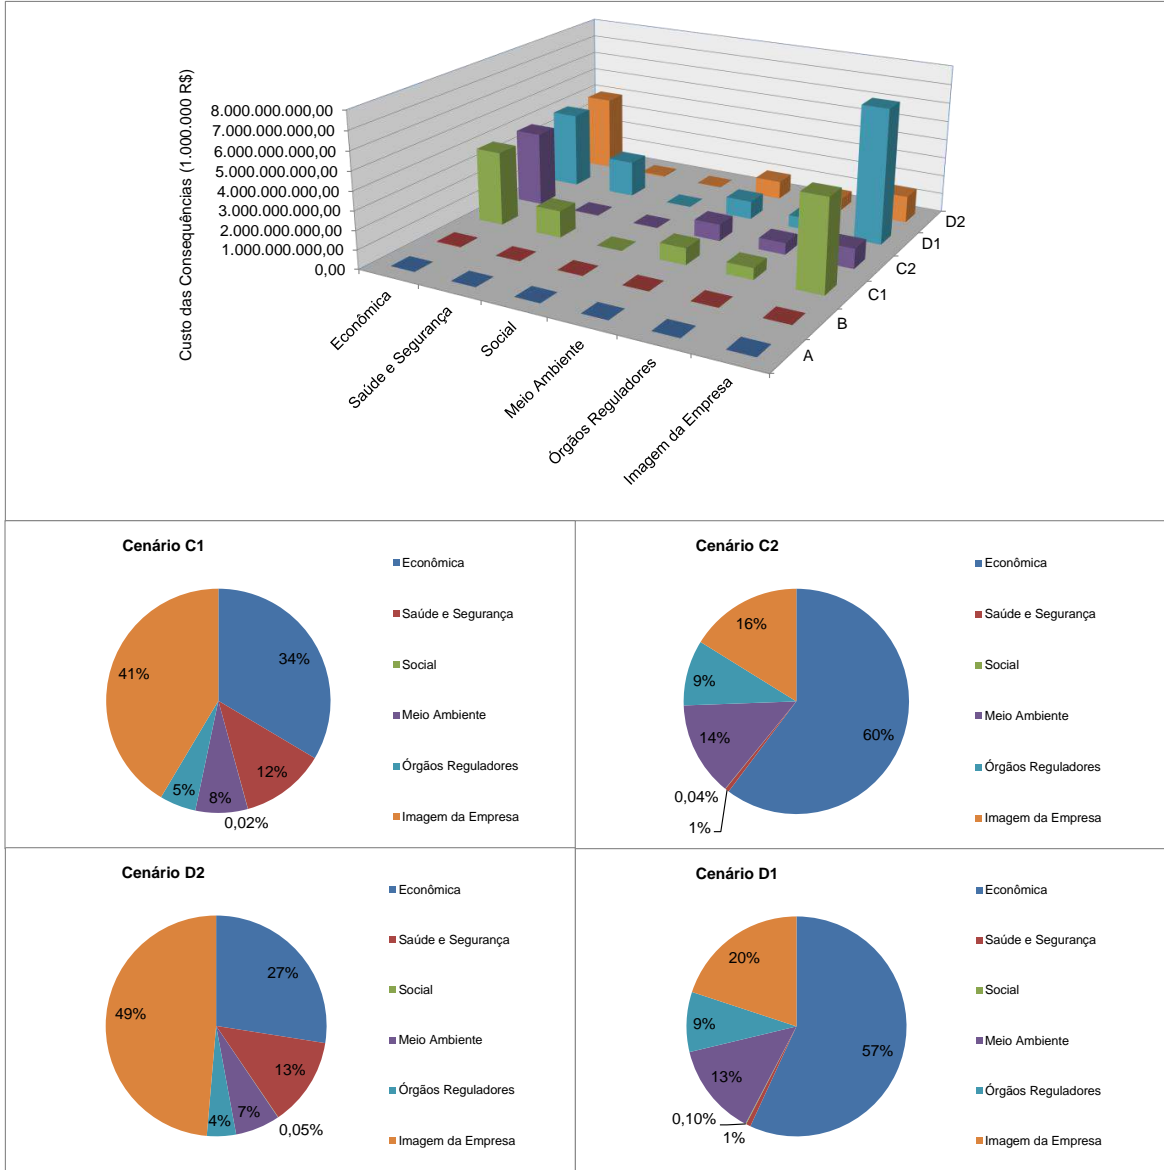 Custo das Consequências (1.000.000 R$)
8.000.000.000,00
7.000.000.000,00
6.000.000.000,00
5.000.000.000,00
4.000.000.000,00
3.000.000.000,00
2.000.000.000,00
1.000.000.000,00
0,00
Econômica
Saúde e Segurança
Social
Meio Ambiente
Órgãos Reguladores
Imagem da Empresa
A
B
C1
C2
D1
D2
Cenário C1
34%
12%
0,02%
8%
5%
41%
Econômica
Saúde e Segurança
Social
Meio Ambiente
Órgãos Reguladores
Imagem da Empresa
Cenário C2
60%
1%
0,04%
14%
9%
16%
Econômica
Saúde e Segurança
Social
Meio Ambiente
Órgãos Reguladores
Imagem da Empresa
Cenário D2
27%
13%
0,05%
7%
4%
49%
Econômica
Saúde e Segurança
Social
Meio Ambiente
Órgãos Reguladores
Imagem da Empresa
Cenário D1
57%
1%
0,10%
13%
9%
20%
Econômica
Saúde e Segurança
Social
Meio Ambiente
Órgãos Reguladores
Imagem da Empresa